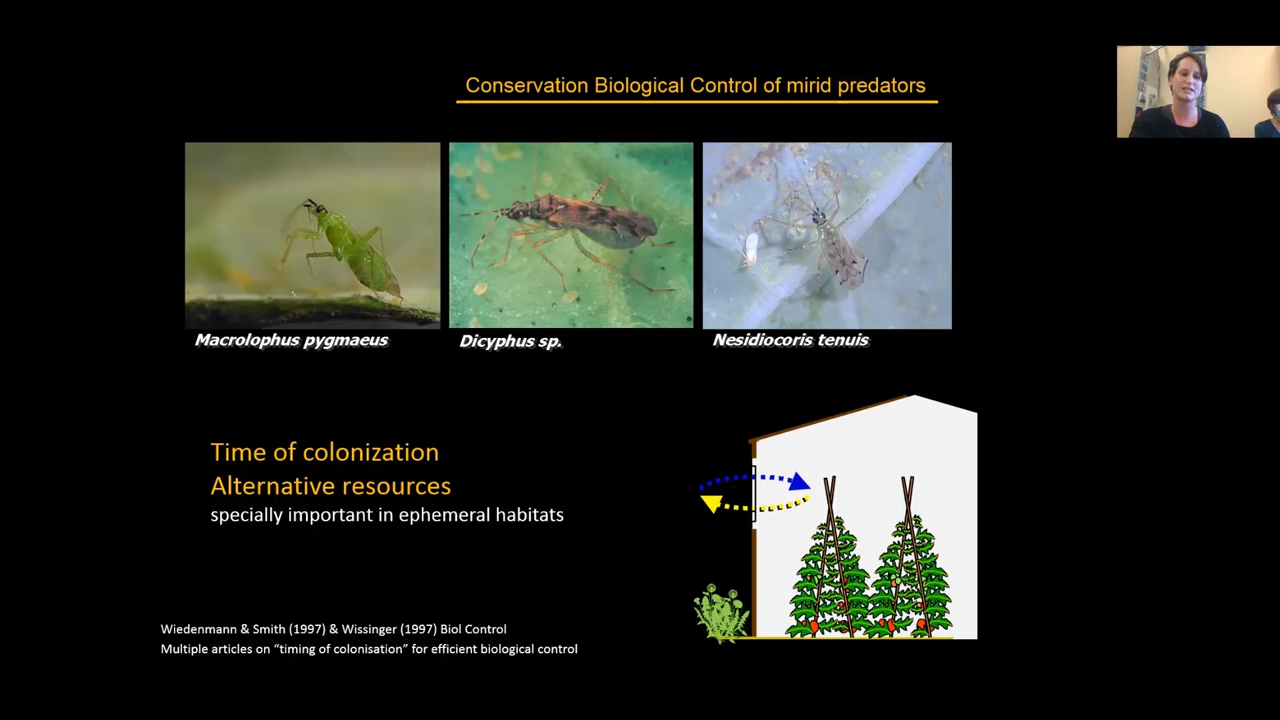 Conservation Biological Control of mirid predators
Macrolophus pygmaeus
Dicyphus sp.
Nesidiocoris tenuis
Time of colonization
Alternative resources
specially important in ephemeral habitats
Wiedenmann & Smith (1997) & Wissinger (1997) Biol Control
Multiple articles on “timing of colonisation” for efficient biological control